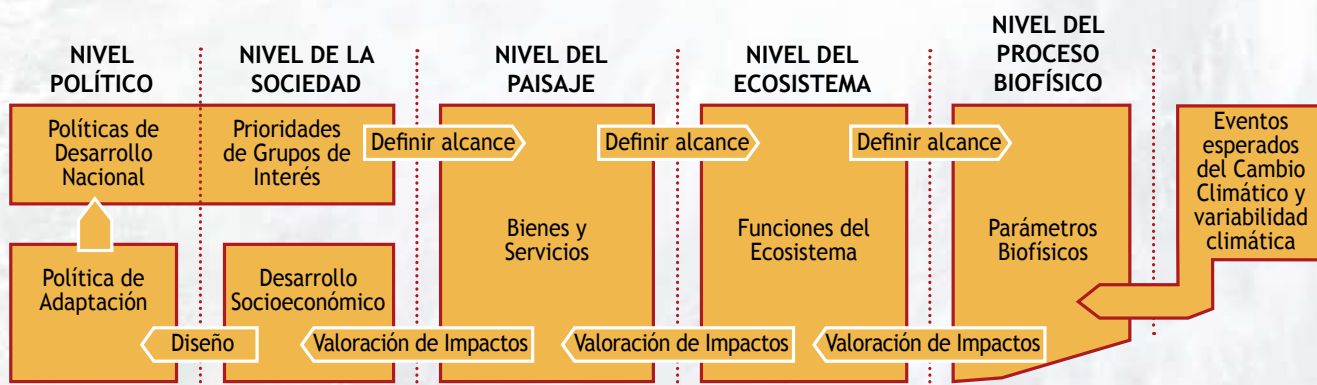 NIVEL
POLÍTICO
NIVEL DE LA
SOCIEDAD
NIVEL DEL
PAISAJE
NIVEL DEL
ECOSISTEMA
NIVEL DEL
PROCESO
BIOFÍSICO
Políticas de
Desarrollo
Nacional
Prioridades
de Grupos de
Interés
Definir alcance
Definir alcance
Definir alcance
Eventos
esperados
del Cambio
Climático y
variabilidad
climática
Bienes y
Servicios
Funciones del
Ecosistema
Parámetros
Biofísicos
Política de
Adaptación
Desarrollo
Socioeconómico
Diseño
Valoración de Impactos
Valoración de Impactos
Valoración de Impactos